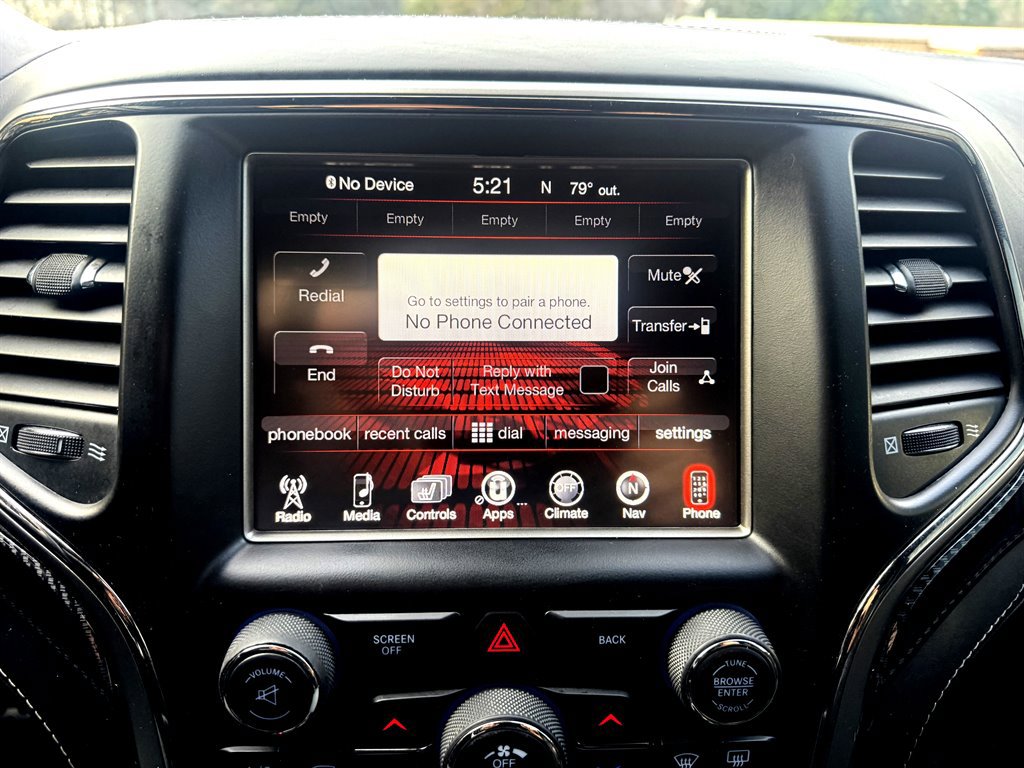 No Device 5:21 N 79° out.
Empty Empty Empty Empty Empty
Redial
Go to settings to pair a phone.
No Phone Connected
Mute
Transfer
End
Do Not
Disturb
Reply with
Text Message
Join
Calls
phonebook recent calls dial messaging settings
OFF
N
Radio Media Controls Apps Climate Nav Phone
SCREEN
OFF
BACK
VOLUME
TUNE
BROWSE
ENTER
SCROLL
OFF